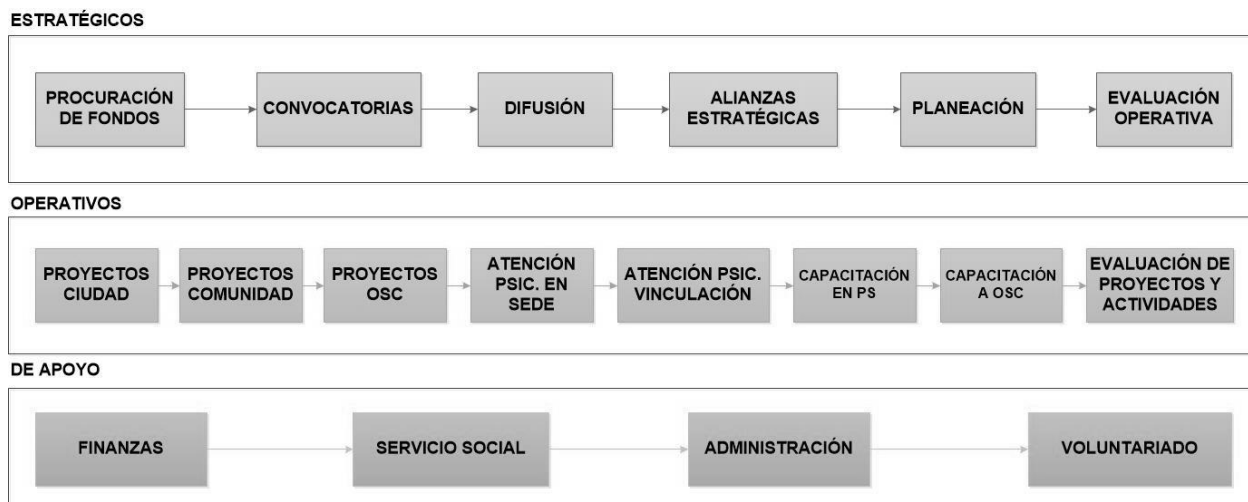 ESTRATÉGICOS
PROCURACIÓN
DE FONDOS
CONVOCATORIAS
DIFUSIÓN
ALIANZAS
ESTRATÉGICAS
PLANEACIÓN
EVALUACIÓN
OPERATIVA
OPERATIVOS
PROYECTOS
CIUDAD
PROYECTOS
COMUNIDAD
PROYECTOS
OSC
ATENCIÓN
PSIC. EN
SEDE
ATENCIÓN PSIC.
VINCULACIÓN
CAPACITACIÓN
EN PS
CAPACITACIÓN
A OSC
EVALUACIÓN DE
PROYECTOS Y
ACTIVIDADES
DE APOYO
FINANZAS
SERVICIO SOCIAL
ADMINISTRACIÓN
VOLUNTARIADO